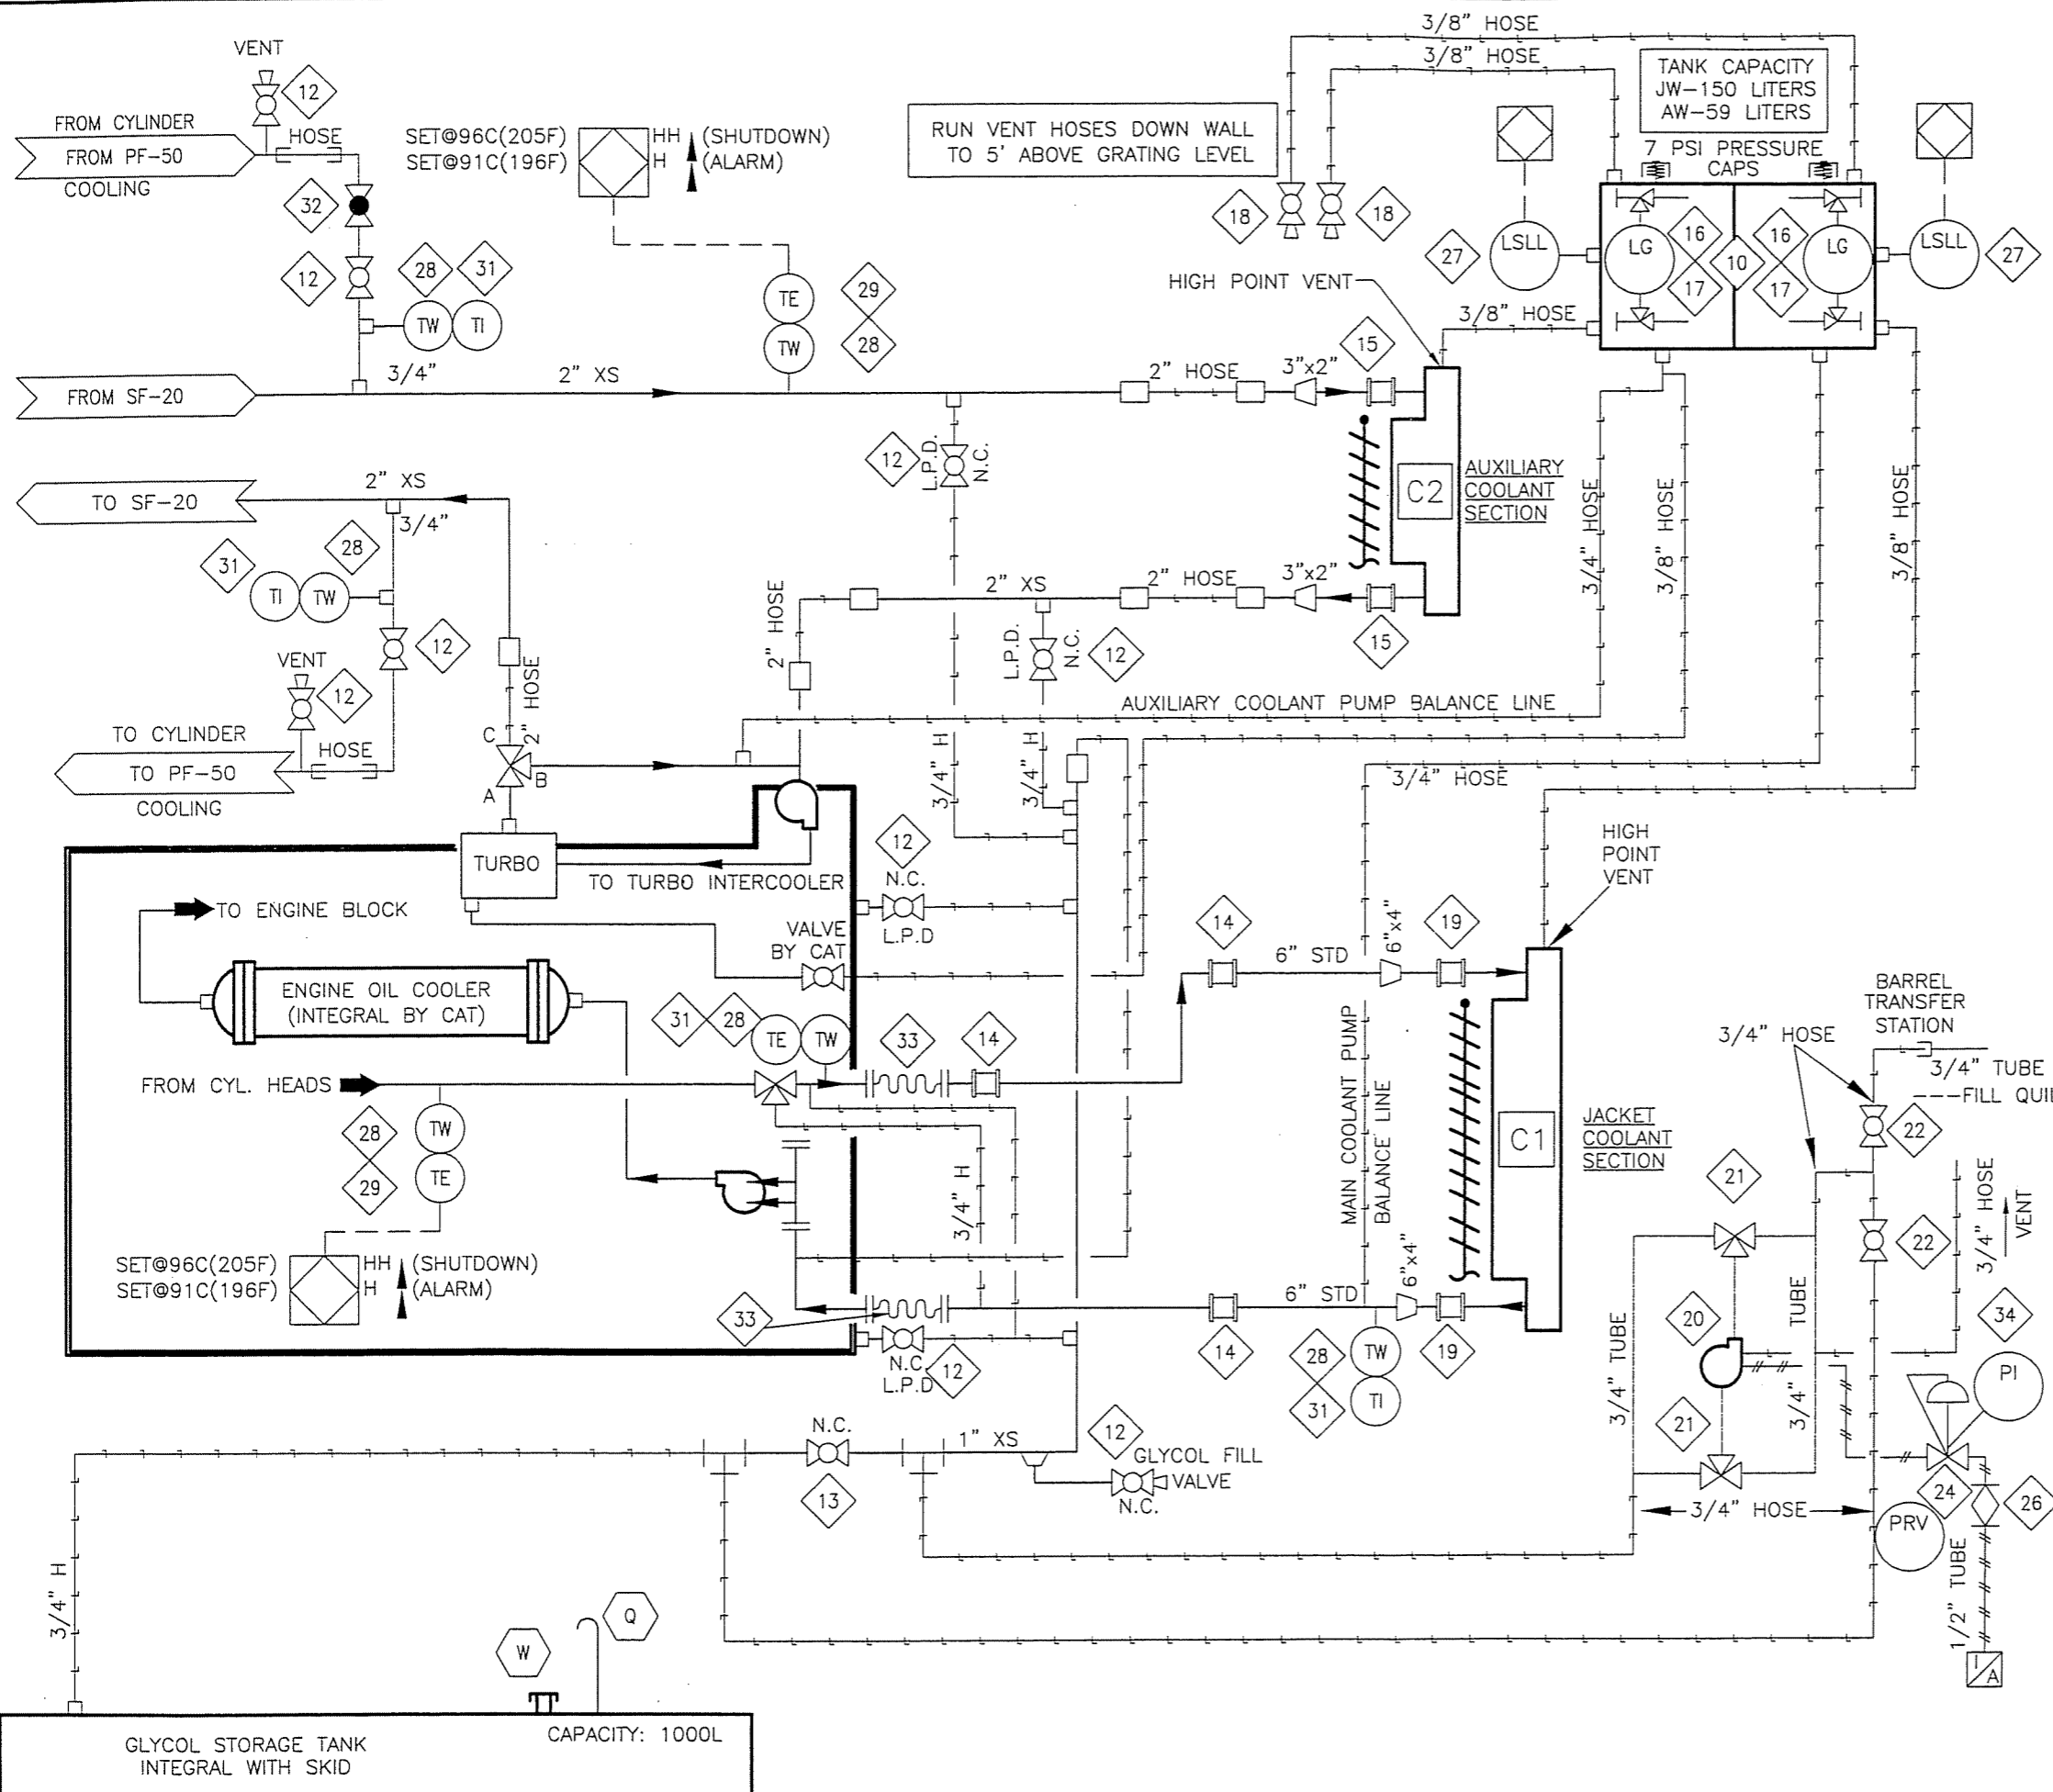 3/8" HOSE
3/8" HOSE
VENT
12
FROM CYLINDER
FROM PF-50
COOLING
HOSE
SET@96C(205F)
HH (SHUTDOWN)
SET@91C(196F)
H (ALARM)
RUN VENT HOSES DOWN WALL
TO 5' ABOVE GRATING LEVEL
TANK CAPACITY
JW-150 LITERS
AW-59 LITERS
7 PSI PRESSURE
CAPS
32
18
18
27
LSLL
LG
16
17
10
16
17
LG
LSLL
27
12
28
31
TW
TI
TE
TW
29
28
HIGH POINT VENT
3/8" HOSE
FROM SF-20
3/4"
2" XS
2" HOSE
3"x2"
15
12
L.P.D.
N.C.
C2
AUXILIARY
COOLANT
SECTION
3/4" HOSE
3/8" HOSE
3/8" HOSE
TO SF-20
2" XS
3/4"
28
31
TI
TW
12
2" HOSE
2" XS
2" HOSE
3"x2"
15
L.P.D.
N.C.
12
VENT
12
2" HOSE
AUXILIARY COOLANT PUMP BALANCE LINE
TO CYLINDER
TO PF-50
COOLING
HOSE
C
B
A
3/4" H
3/4" H
3/4" HOSE
TURBO
TO TURBO INTERCOOLER
12
N.C.
L.P.D
HIGH
POINT
VENT
TO ENGINE BLOCK
VALVE
BY CAT
14
6" STD
6"x4"
19
ENGINE OIL COOLER
(INTEGRAL BY CAT)
31
28
TE
TW
33
14
BARREL
TRANSFER
STATION
3/4" HOSE
3/4" TUBE
FILL QUIL
22
FROM CYL. HEADS
28
TW
29
TE
MAIN COOLANT PUMP
BALANCE LINE
C1
JACKET
COOLANT
SECTION
3/4" H
21
22
3/4" HOSE
VENT
SET@96C(205F)
HH (SHUTDOWN)
SET@91C(196F)
H (ALARM)
33
N.C.
L.P.D
12
6" STD
6"x4"
14
19
28
TW
31
TI
20
34
PI
3/4" TUBE
3/4" TUBE
21
N.C.
13
1" XS
12
GLYCOL FILL
VALVE
N.C.
3/4" HOSE
24
26
PRV
1/2" TUBE
3/4" H
W
Q
I/A
GLYCOL STORAGE TANK
INTEGRAL WITH SKID
CAPACITY: 1000L